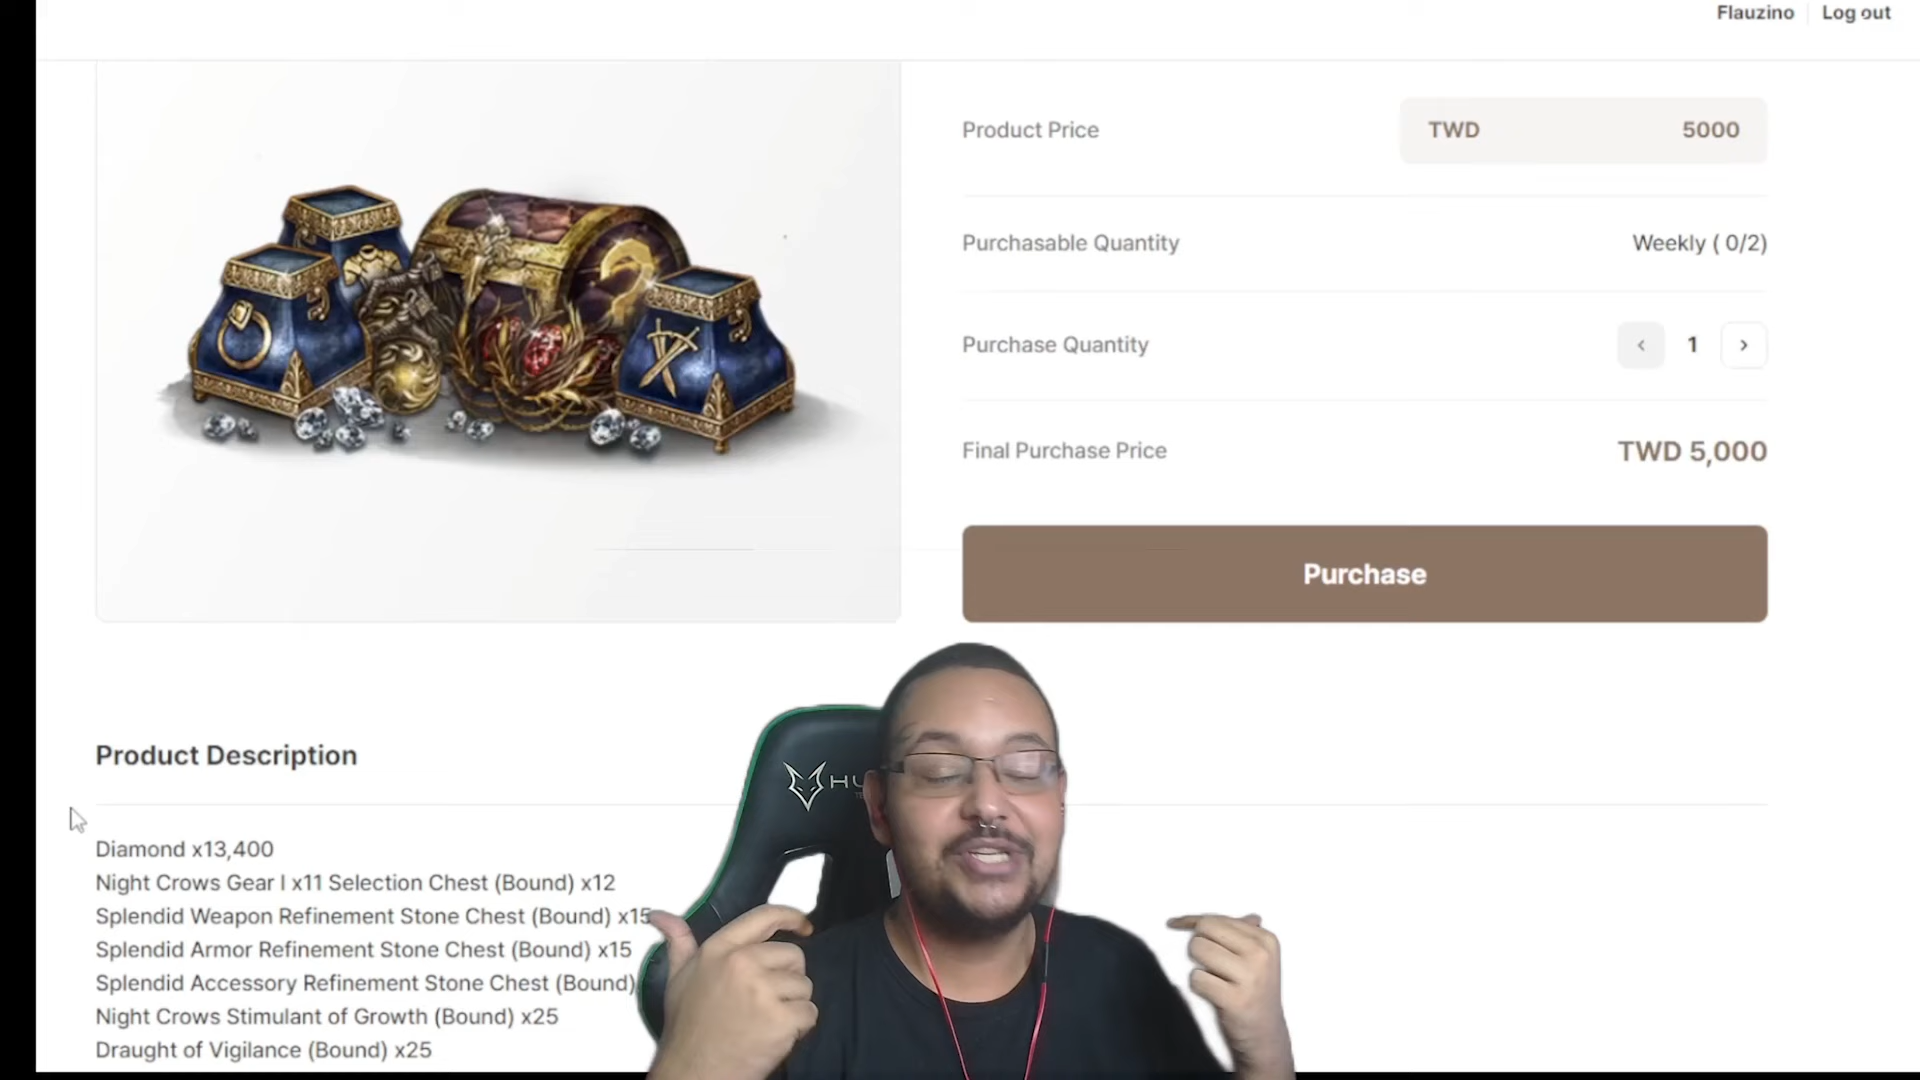 Flauzino
Log out
Product Price
TWD 5000
Purchasable Quantity
Weekly ( 0/2)
Purchase Quantity
1
Final Purchase Price
TWD 5,000
Purchase
Product Description
Diamond x13,400
Night Crows Gear I x11 Selection Chest (Bound) x12
Splendid Weapon Refinement Stone Chest (Bound) x15
Splendid Armor Refinement Stone Chest (Bound) x15
Splendid Accessory Refinement Stone Chest (Bound)
Night Crows Stimulant of Growth (Bound) x25
Draught of Vigilance (Bound) x25